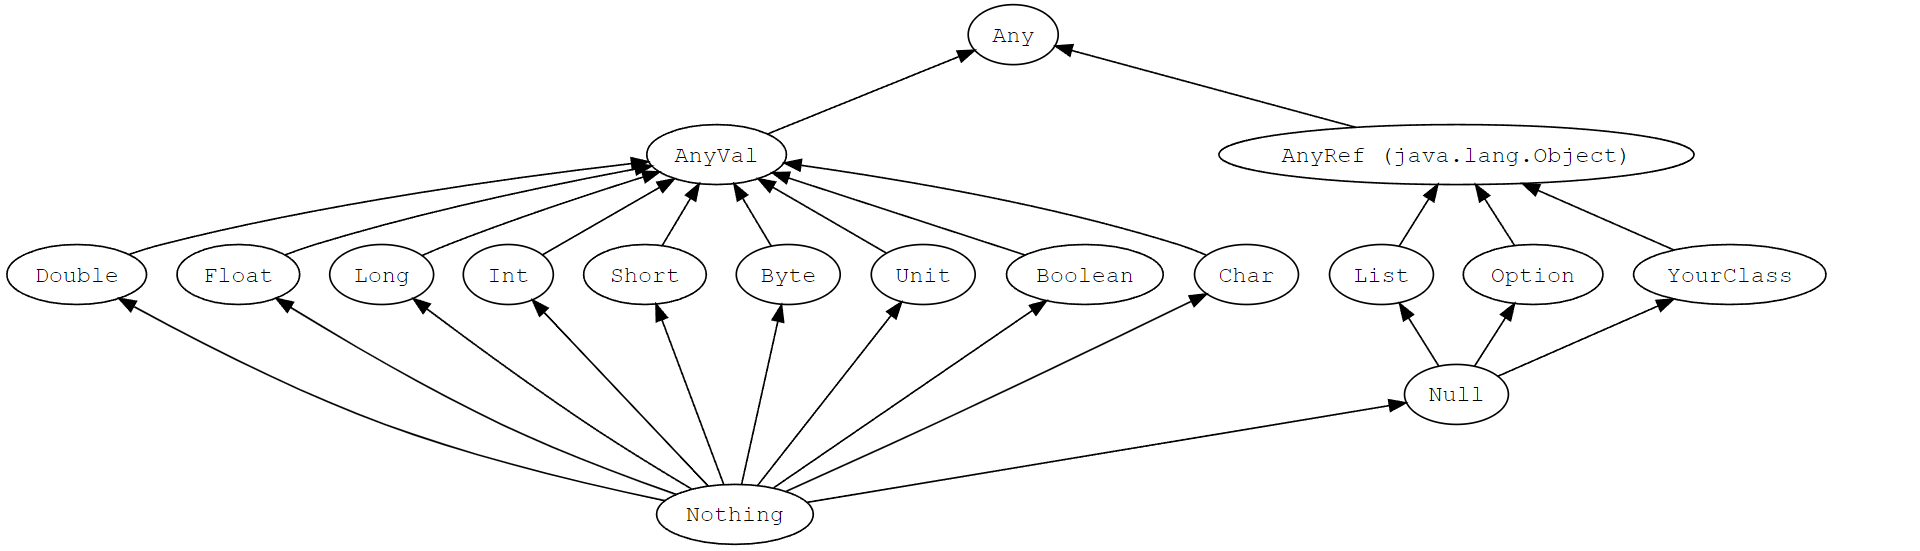 Any
AnyVal
AnyRef (java.lang.Object)
Double
Float
Long
Int
Short
Byte
Unit
Boolean
Char
List
Option
YourClass
Null
Nothing